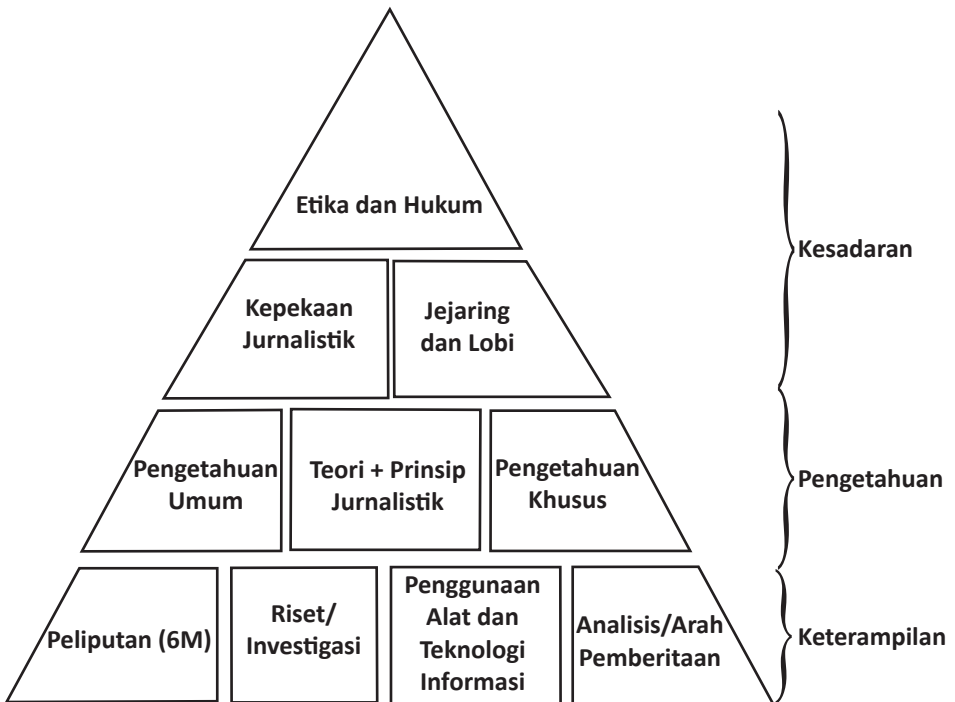 Etika dan Hukum
Kesadaran
Kepekaan
Jurnalistik
Jejaring
dan Lobi
Pengetahuan
Umum
Teori + Prinsip
Jurnalistik
Pengetahuan
Khusus
Pengetahuan
Peliputan (6M)
Riset/
Investigasi
Penggunaan
Alat dan
Teknologi
Informasi
Analisis/Arah
Pemberitaan
Keterampilan